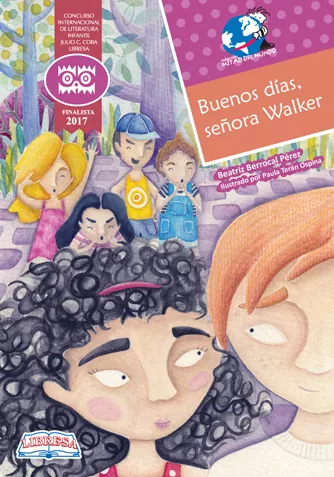 CONCURSO
INTERNACIONAL
DE LITERATURA
INFANTIL
JULIO C. COBA
LIBRESA
FINALISTA
2017
MITAD DEL MUNDO
Buenos días,
señora Walker
Beatriz Berrocal Pérez
Ilustrado por Paula Terán Ospina
LIBRESA